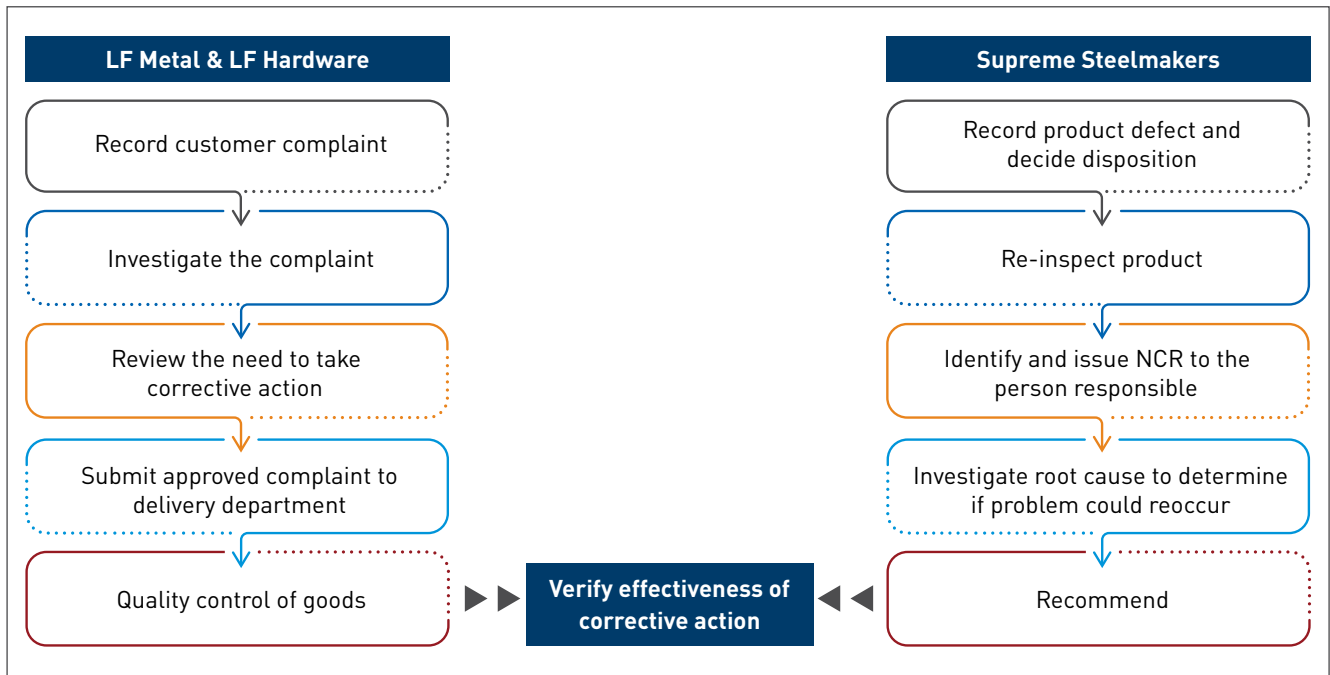 LF Metal & LF Hardware
Record customer complaint
Investigate the complaint
Review the need to take
corrective action
Submit approved complaint to
delivery department
Quality control of goods
Supreme Steelmakers
Record product defect and
decide disposition
Re-inspect product
Identify and issue NCR to the
person responsible
Investigate root cause to determine
if problem could reoccur
Recommend
Verify effectiveness of
corrective action